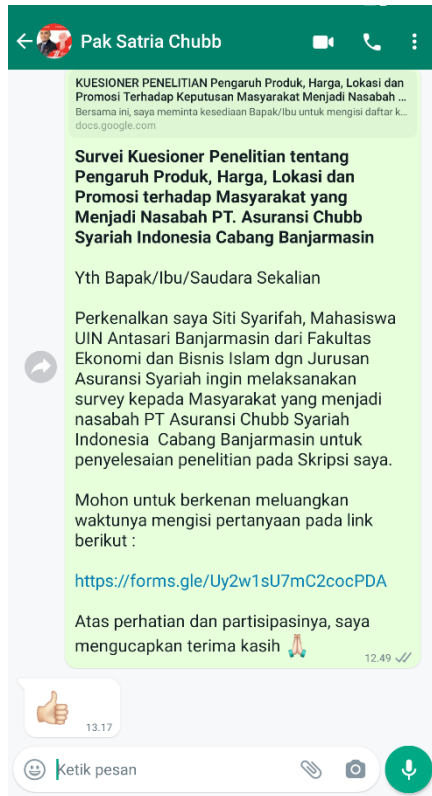 Pak Satria Chubb
KUESIONER PENELITIAN Pengaruh Produk, Harga, Lokasi dan
Promosi Terhadap Keputusan Masyarakat Menjadi Nasabah ...
Bersama ini, saya meminta kesediaan Bapak/Ibu untuk mengisi daftar k...
docs.google.com
Survei Kuesioner Penelitian tentang
Pengaruh Produk, Harga, Lokasi dan
Promosi terhadap Masyarakat yang
Menjadi Nasabah PT. Asuransi Chubb
Syariah Indonesia Cabang Banjarmasin
Yth Bapak/Ibu/Saudara Sekalian
Perkenalkan saya Siti Syarifah, Mahasiswa
UIN Antasari Banjarmasin dari Fakultas
Ekonomi dan Bisnis Islam dgn Jurusan
Asuransi Syariah ingin melaksanakan
survey kepada Masyarakat yang menjadi
nasabah PT Asuransi Chubb Syariah
Indonesia Cabang Banjarmasin untuk
penyelesaian penelitian pada Skripsi saya.
Mohon untuk berkenan meluangkan
waktunya mengisi pertanyaan pada link
berikut :
https://forms.gle/Uy2w1sU7mC2cocPDA
Atas perhatian dan partisipasinya, saya
mengucapkan terima kasih 🙏🏻
12.49
👍🏻
13.17
Ketik pesan